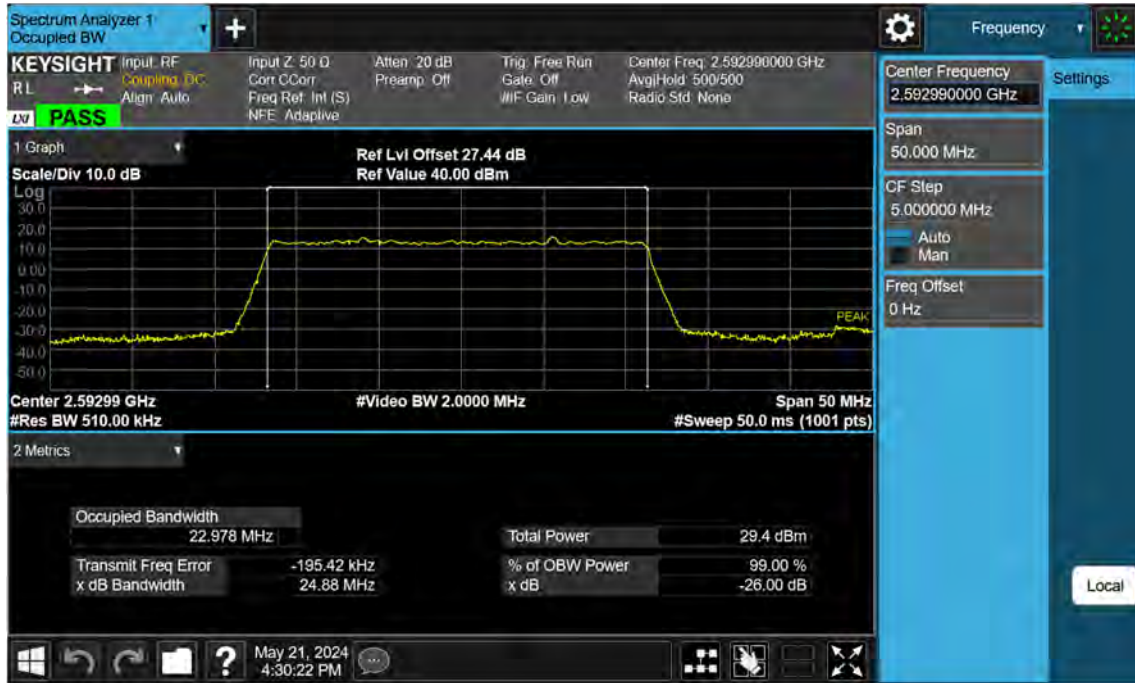 Spectrum Analyzer 1
Occupied BW
+
Frequency
KEYSIGHT
R L
LXI
PASS
Input: RF
Coupling: DC
Align: Auto
Input Z: 50 Ω
Corr CCorr
Freq Ref: Int (S)
NFE: Adaptive
Atten: 20 dB
Preamp: Off
Trig: Free Run
Gate: Off
#IF Gain: Low
Center Freq: 2.592990000 GHz
Avg|Hold: 500/500
Radio Std: None
Center Frequency
2.592990000 GHz
Settings
Span
50.000 MHz
CF Step
5.000000 MHz
Auto
Man
Freq Offset
0 Hz
1 Graph
Scale/Div 10.0 dB
Ref Lvl Offset 27.44 dB
Ref Value 40.00 dBm
Log
30.0
20.0
10.0
0.00
-10.0
-20.0
-30.0
-40.0
-50.0
PEAK
Center 2.59299 GHz
#Video BW 2.0000 MHz
Span 50 MHz
#Res BW 510.00 kHz
#Sweep 50.0 ms (1001 pts)
2 Metrics
Occupied Bandwidth
22.978 MHz
Total Power 29.4 dBm
Transmit Freq Error -195.42 kHz
% of OBW Power 99.00 %
x dB Bandwidth 24.88 MHz
x dB -26.00 dB
Local
?
May 21, 2024
4:30:22 PM